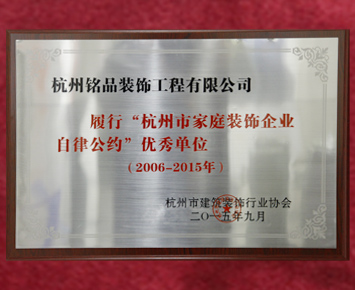 杭州铭品装饰工程有限公司
履行“杭州市家庭装饰企业
自律公约”优秀单位
（2006-2015年）
杭州市建筑装饰行业协会
二〇一五年九月